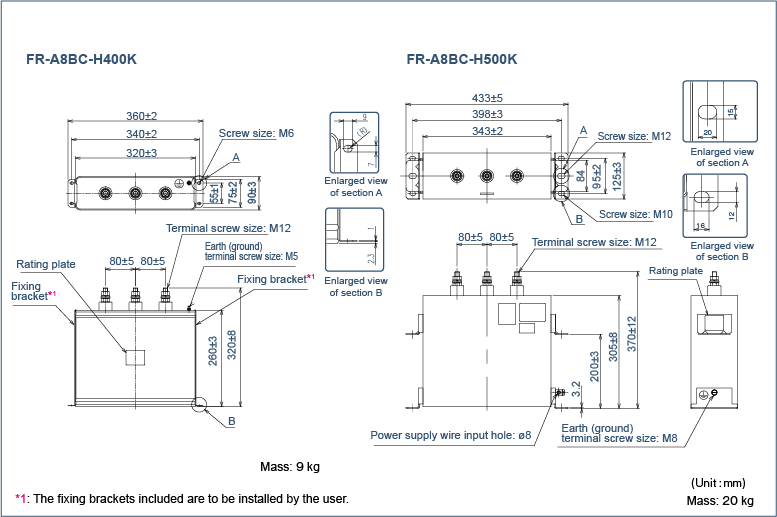 FR-A8BC-H400K
360±2
340±2
320±3
Screw size: M6
A
55±1
75±2
90±3
9
(R)
7
Enlarged view
of section A
1
2.3
Enlarged view
of section B
Terminal screw size: M12
80±5
80±5
Earth (ground)
terminal screw size: M5
Rating plate
Fixing
bracket*1
Fixing bracket*1
260±3
320±8
B
Mass: 9 kg
*1: The fixing brackets included are to be installed by the user.
FR-A8BC-H500K
433±5
398±3
343±2
A
Screw size: M12
84
95±2
125±3
B
Screw size: M10
15
20
Enlarged view
of section A
12
16
Enlarged view
of section B
80±5
80±5
Terminal screw size: M12
Rating plate
3.2
200±3
305±8
370±12
Power supply wire input hole: ø8
Earth (ground)
terminal screw size: M8
(Unit : mm)
Mass: 20 kg